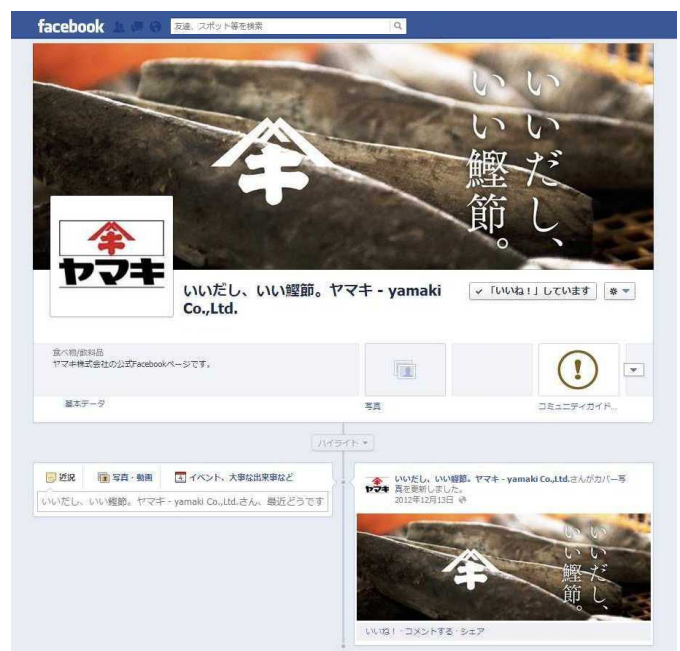 facebook
友達、スポット等を検索
いいだし、
いい鰹節。
ヤマキ
いいだし、いい鰹節。ヤマキ - yamaki
Co.,Ltd.
✓ 「いいね！」しています
食べ物/飲料品
ヤマキ株式会社の公式Facebookページです。
基本データ
写真
コミュニティガイドﾞ...
ハイライト
近況
写真・動画
イベント、大事な出来事など
いいだし、いい鰹節。ヤマキ - yamaki Co.,Ltd.さん、最近どうです
ヤマキ
いいだし、いい鰹節。ヤマキ - yamaki Co.,Ltd.さんがカバー写
真を更新しました。
2012年12月13日
いいだし、
いい鰹節。
いいね！ · コメントする · シェア